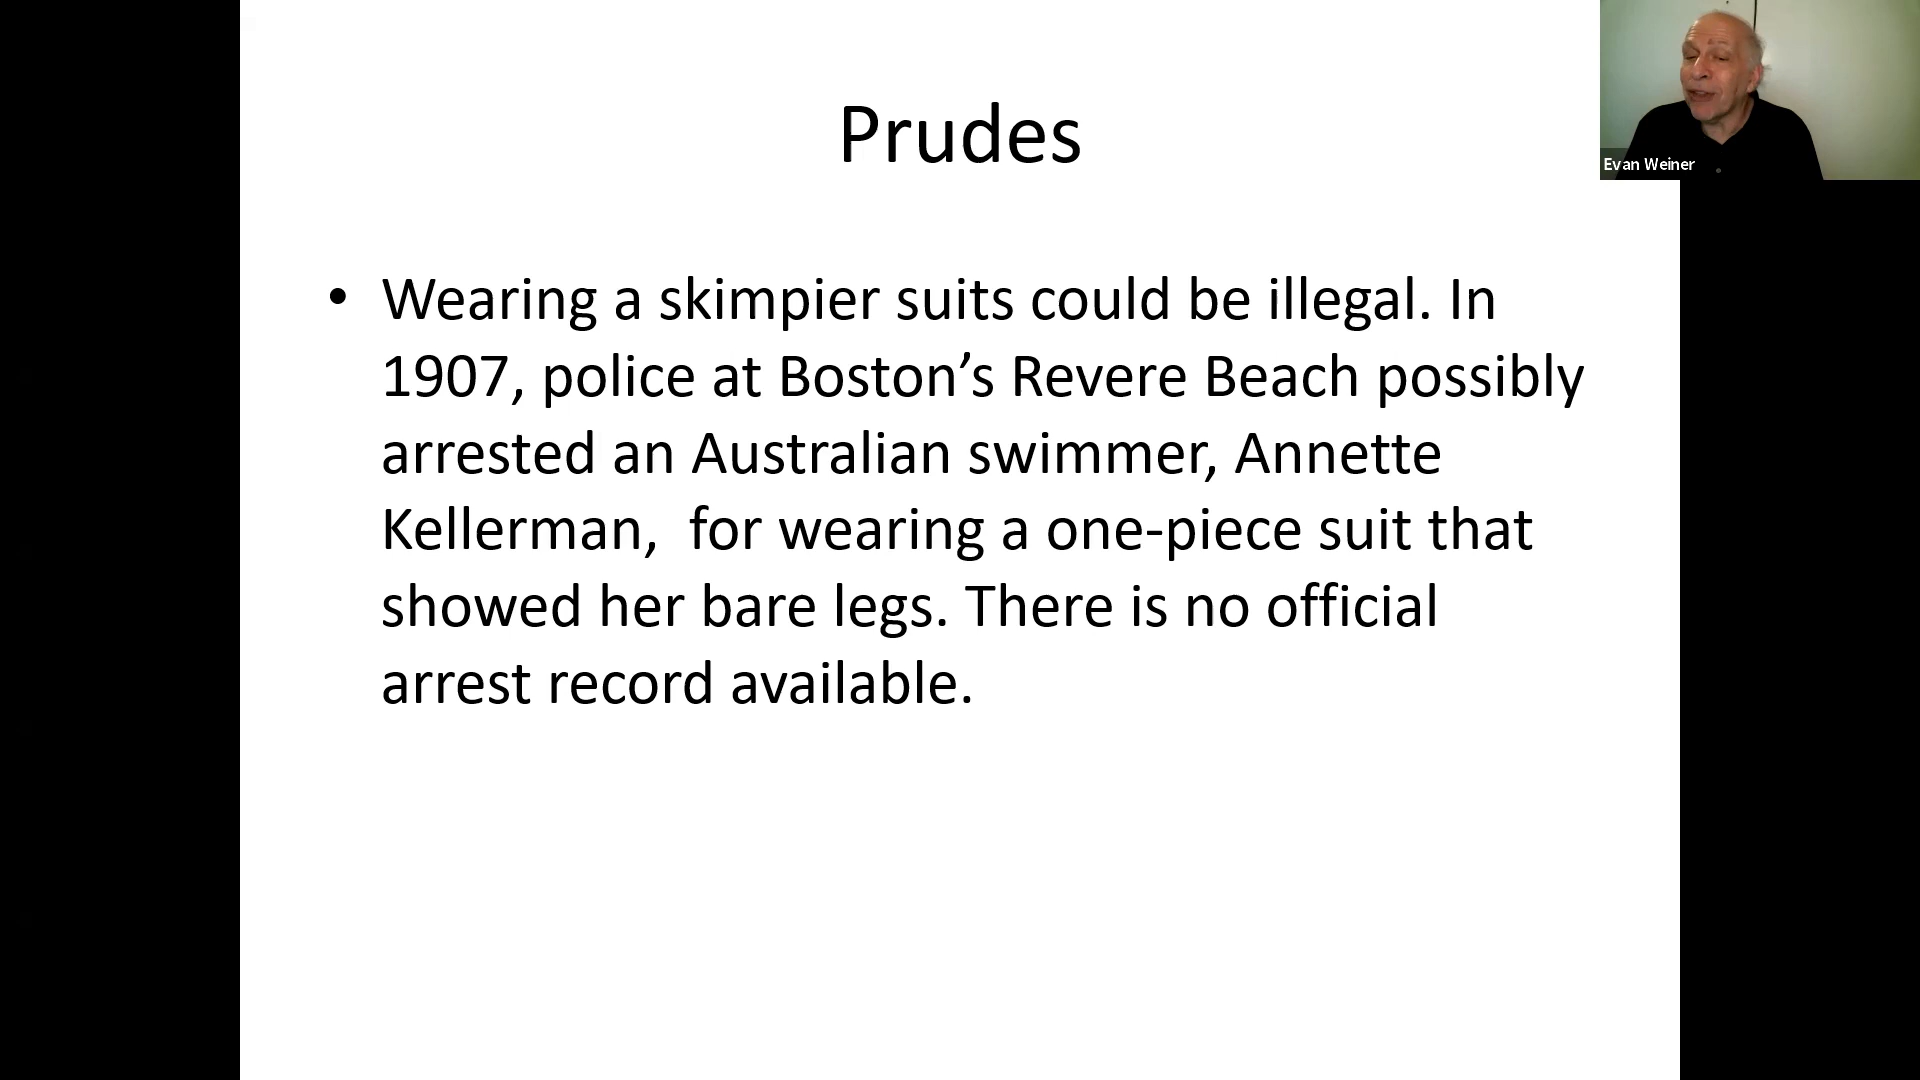 Prudes
Evan Weiner
• Wearing a skimpier suits could be illegal. In
1907, police at Boston’s Revere Beach possibly
arrested an Australian swimmer, Annette
Kellerman,  for wearing a one-piece suit that
showed her bare legs. There is no official
arrest record available.